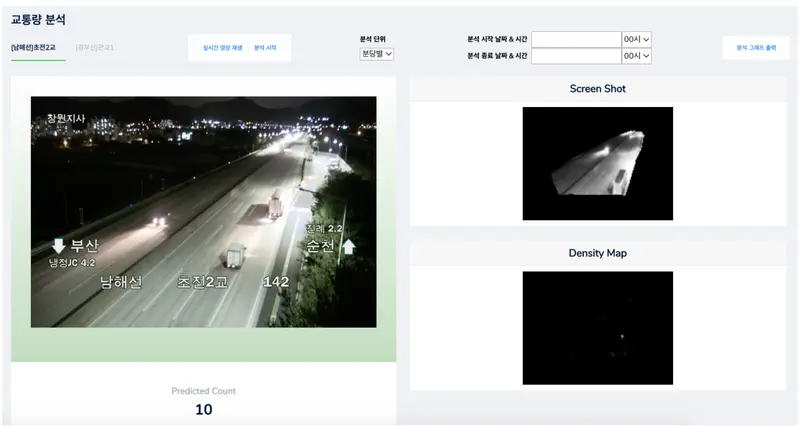 교통량 분석
[남해선]초전2교
[경부선]판교1
실시간 영상 재생
분석 시작
분석 단위
분당별
분석 시작 날짜 & 시간
00시
분석 종료 날짜 & 시간
00시
분석 그래프 출력
창원지사
부산
냉정JC 4.2
진례 2.2
순천
남해선 초전2교 142
Predicted Count
10
Screen Shot
Density Map